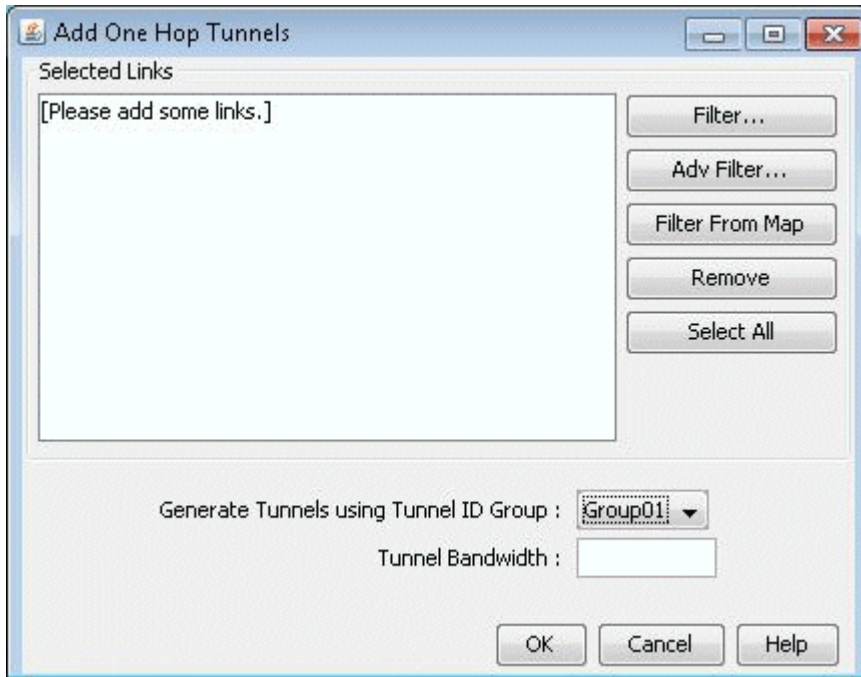 Add One Hop Tunnels
Selected Links
[Please add some links.]
Filter...
Adv Filter...
Filter From Map
Remove
Select All
Generate Tunnels using Tunnel ID Group : Group01
Tunnel Bandwidth :
OK Cancel Help